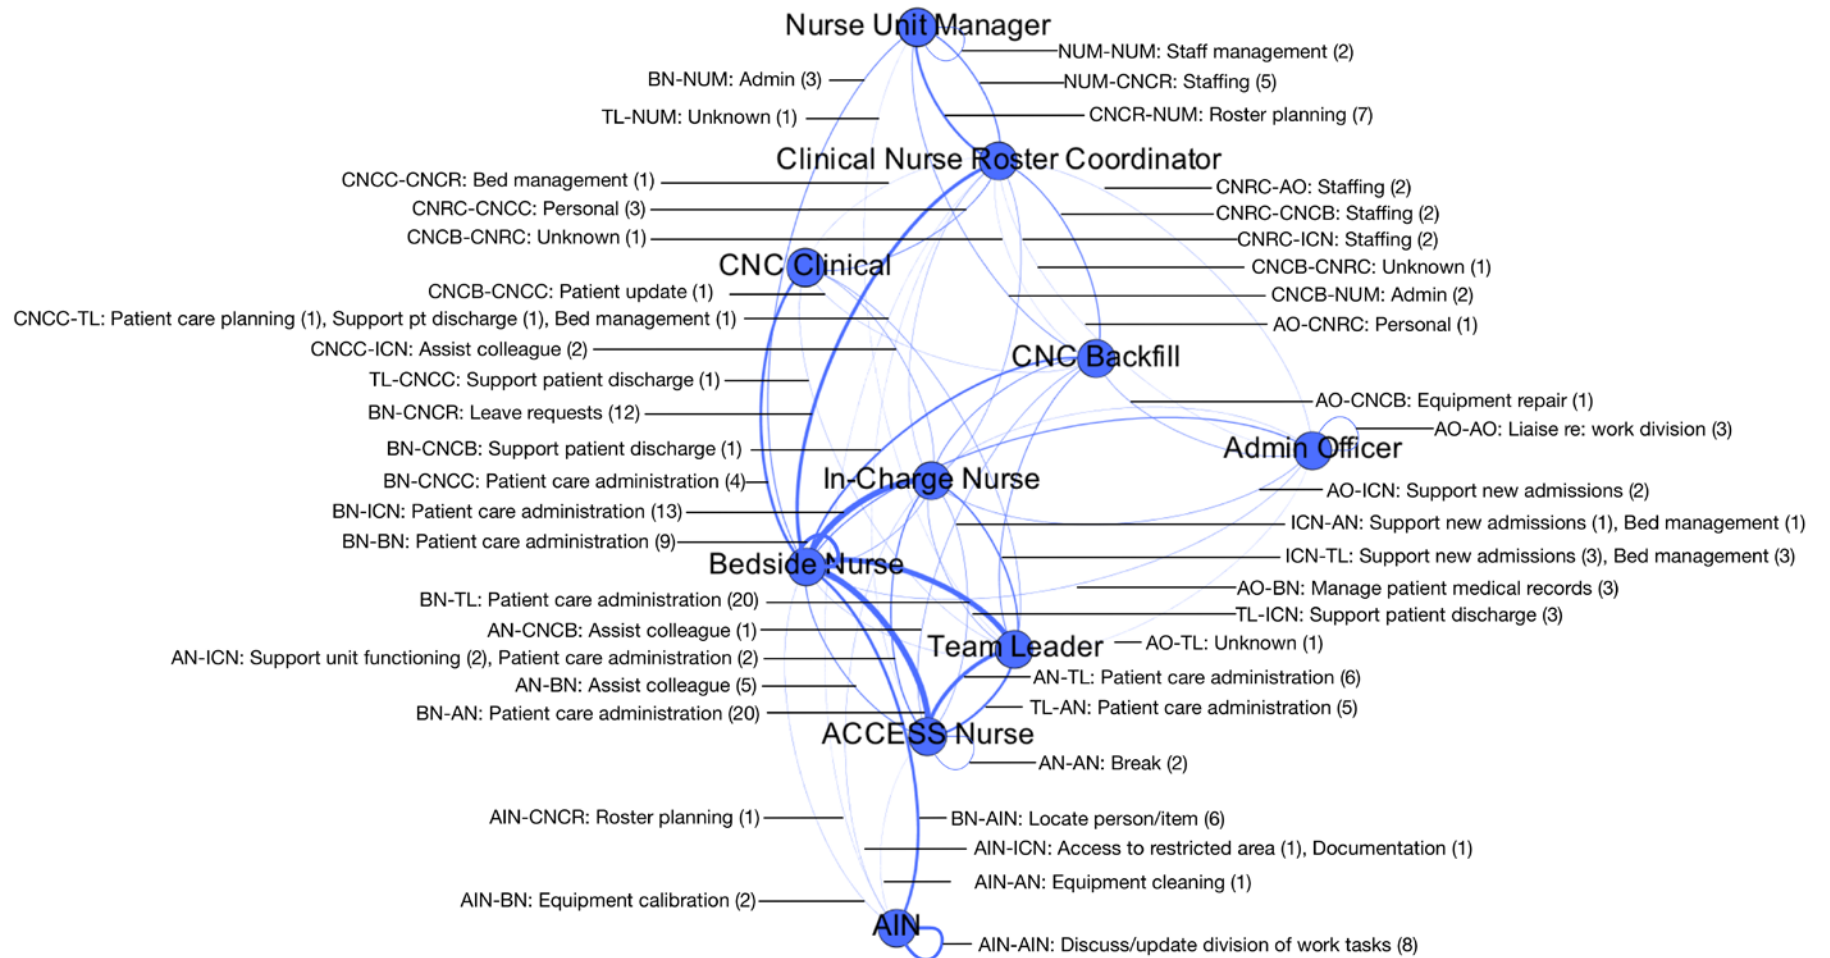 Nurse Unit Manager
NUM-NUM: Staff management (2)
BN-NUM: Admin (3)
NUM-CNCR: Staffing (5)
TL-NUM: Unknown (1)
CNCR-NUM: Roster planning (7)
Clinical Nurse Roster Coordinator
CNCC-CNCR: Bed management (1)
CNRC-AO: Staffing (2)
CNRC-CNCC: Personal (3)
CNRC-CNCB: Staffing (2)
CNCB-CNRC: Unknown (1)
CNRC-ICN: Staffing (2)
CNC Clinical
CNCB-CNRC: Unknown (1)
CNCB-CNCC: Patient update (1)
CNCB-NUM: Admin (2)
CNCC-TL: Patient care planning (1), Support pt discharge (1), Bed management (1)
AO-CNRC: Personal (1)
CNCC-ICN: Assist colleague (2)
CNC Backfill
TL-CNCC: Support patient discharge (1)
AO-CNCB: Equipment repair (1)
BN-CNCR: Leave requests (12)
AO-AO: Liaise re: work division (3)
BN-CNCB: Support patient discharge (1)
Admin Officer
BN-CNCC: Patient care administration (4)
In-Charge Nurse
AO-ICN: Support new admissions (2)
BN-ICN: Patient care administration (13)
ICN-AN: Support new admissions (1), Bed management (1)
BN-BN: Patient care administration (9)
ICN-TL: Support new admissions (3), Bed management (3)
Bedside Nurse
AO-BN: Manage patient medical records (3)
BN-TL: Patient care administration (20)
TL-ICN: Support patient discharge (3)
AN-CNCB: Assist colleague (1)
Team Leader
AO-TL: Unknown (1)
AN-ICN: Support unit functioning (2), Patient care administration (2)
AN-TL: Patient care administration (6)
AN-BN: Assist colleague (5)
TL-AN: Patient care administration (5)
BN-AN: Patient care administration (20)
ACCESS Nurse
AN-AN: Break (2)
AIN-CNCR: Roster planning (1)
BN-AIN: Locate person/item (6)
AIN-ICN: Access to restricted area (1), Documentation (1)
AIN-AN: Equipment cleaning (1)
AIN-BN: Equipment calibration (2)
AIN
AIN-AIN: Discuss/update division of work tasks (8)